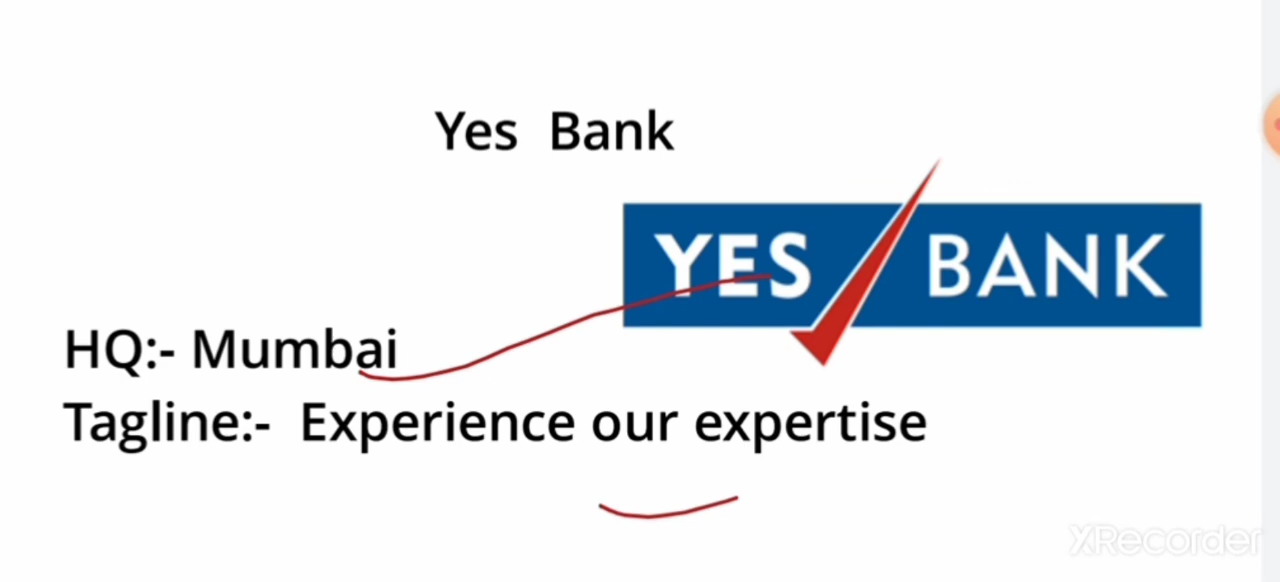 Yes Bank
YES BANK
HQ:- Mumbai
Tagline:- Experience our expertise
XRecorder